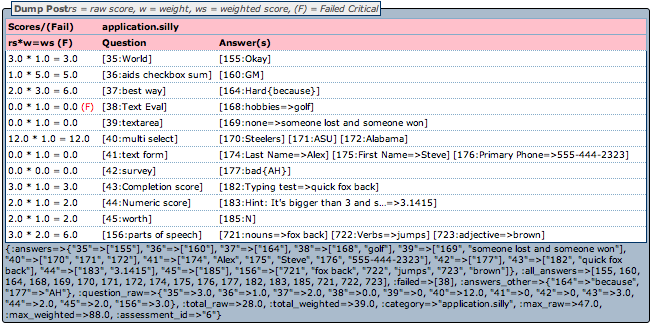 Dump Post rs = raw score, w = weight, ws = weighted score, (F) = Failed Critical
Scores/(Fail) application.silly
rs*w=ws (F) Question Answer(s)
3.0 * 1.0 = 3.0 [35:World] [155:Okay]
1.0 * 5.0 = 5.0 [36:aids checkbox sum] [160:GM]
2.0 * 3.0 = 6.0 [37:best way] [164:Hard{because}]
0.0 * 1.0 = 0.0 (F) [38:Text Eval] [168:hobbies=>golf]
0.0 * 1.0 = 0.0 [39:textarea] [169:none=>someone lost and someone won]
12.0 * 1.0 = 12.0 [40:multi select] [170:Steelers] [171:ASU] [172:Alabama]
0.0 * 1.0 = 0.0 [41:text form] [174:Last Name=>Alex] [175:First Name=>Steve] [176:Primary Phone=>555-444-2323]
0.0 * 0.0 = 0.0 [42:survey] [177:bad{AH}]
3.0 * 1.0 = 3.0 [43:Completion score] [182:Typing test=>quick fox back]
2.0 * 1.0 = 2.0 [44:Numeric score] [183:Hint: It's bigger than 3 and s...=>3.1415]
2.0 * 1.0 = 2.0 [45:worth] [185:N]
3.0 * 2.0 = 6.0 [156:parts of speech] [721:nouns=>fox back] [722:Verbs=>jumps] [723:adjective=>brown]
{:answers=>{"35"=>["155"], "36"=>["160"], "37"=>["164"], "38"=>["168", "golf"], "39"=>["169", "someone lost and someone won"],
"40"=>["170", "171", "172"], "41"=>["174", "Alex", "175", "Steve", "176", "555-444-2323"], "42"=>["177"], "43"=>["182", "quick fox
back"], "44"=>["183", "3.1415"], "45"=>["185"], "156"=>["721", "fox back", "722", "jumps", "723", "brown"]}, :all_answers=>[155, 160,
164, 168, 169, 170, 171, 172, 174, 175, 176, 177, 182, 183, 185, 721, 722, 723], :failed=>[38], :answers_other=>{"164"=>"because",
"177"=>"AH"}, :question_raw=>{"35"=>3.0, "36"=>1.0, "37"=>2.0, "38"=>0.0, "39"=>0, "40"=>12.0, "41"=>0, "42"=>0, "43"=>3.0,
"44"=>2.0, "45"=>2.0, "156"=>3.0}, :total_raw=>28.0, :total_weighted=>39.0, :category=>"application.silly", :max_raw=>47.0,
:max_weighted=>88.0, :assessment_id=>"6"}